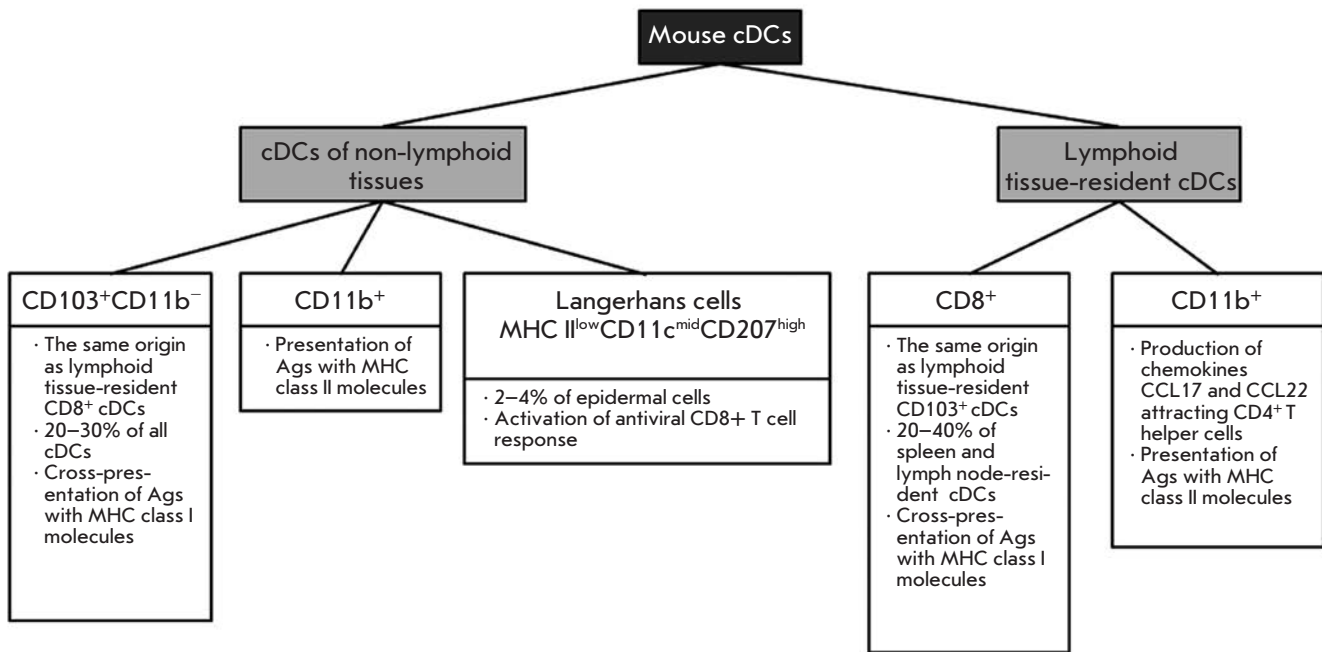 Mouse cDCs
cDCs of non-lymphoid
tissues
Lymphoid
tissue-resident cDCs
CD103⁺CD11b⁻
· The same origin
as lymphoid
tissue-resident
CD8⁺ cDCs
· 20–30% of all
cDCs
· Cross-pres-
entation of Ags
with MHC class I
molecules
CD11b⁺
· Presentation of
Ags with MHC
class II molecules
Langerhans cells
MHC IIˡᵒʷCD11cᵐⁱᵈCD207ʰⁱᵍʰ
· 2–4% of epidermal cells
· Activation of antiviral CD8+ T cell
response
CD8⁺
· The same origin
as lymphoid
tissue-resident
CD103⁺ cDCs
· 20–40% of
spleen and
lymph node-resi-
dent cDCs
· Cross-pres-
entation of Ags
with MHC class I
molecules
CD11b⁺
· Production of
chemokines
CCL17 and CCL22
attracting CD4⁺ T
helper cells
· Presentation of
Ags with MHC
class II molecules